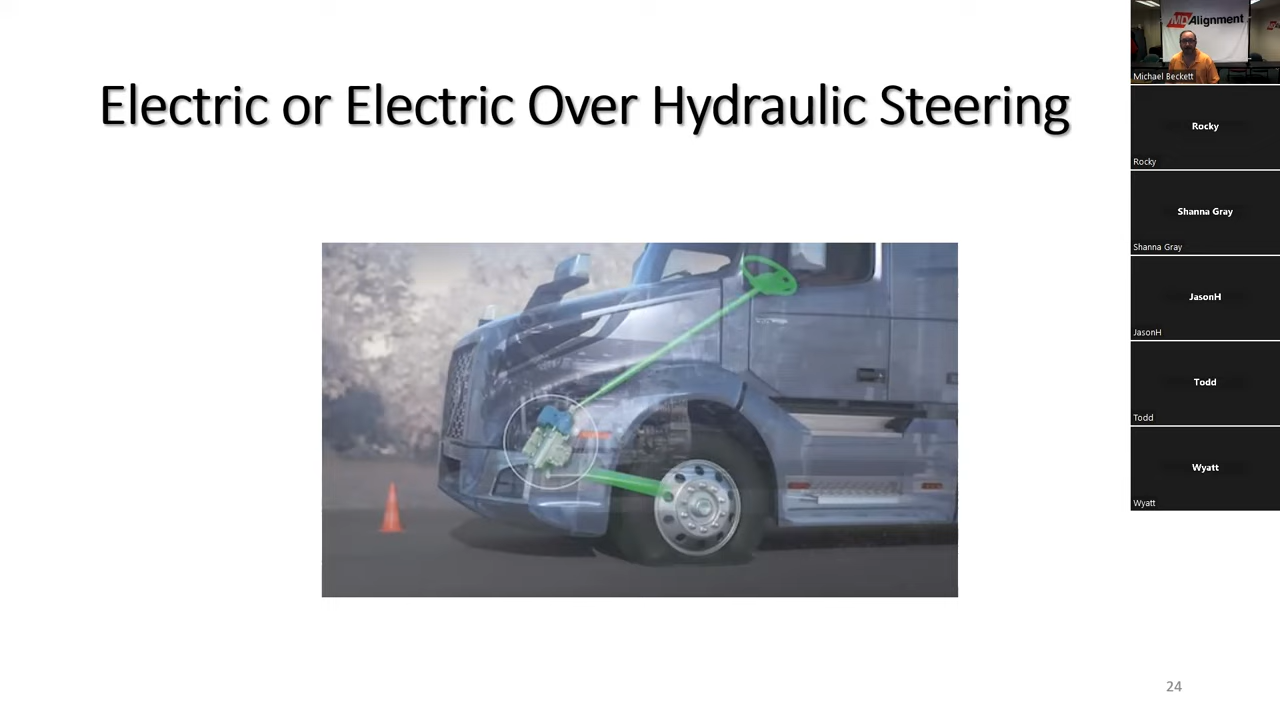 Electric or Electric Over Hydraulic Steering
MD Alignment
Michael Beckett
Rocky
Rocky
Shanna Gray
Shanna Gray
JasonH
JasonH
Todd
Todd
Wyatt
Wyatt
24